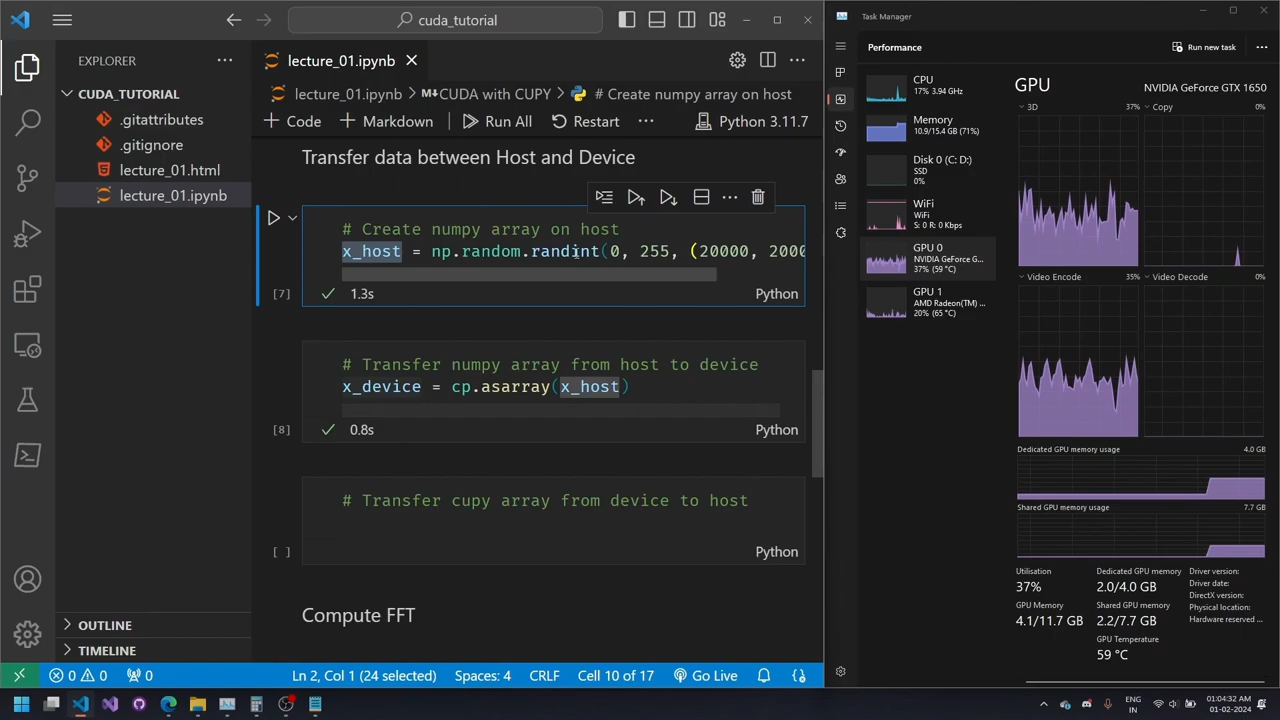 cuda_tutorial
Task Manager
EXPLORER
lecture_01.ipynb
Performance
Run new task
CUDA_TUTORIAL
lecture_01.ipynb > CUDA with CUPY > # Create numpy array on host
.gitattributes
.gitignore
lecture_01.html
lecture_01.ipynb
Code
Markdown
Run All
Restart
Python 3.11.7
Transfer data between Host and Device
# Create numpy array on host
x_host = np.random.randint(0, 255, (20000, 2000
[7]
1.3s
Python
# Transfer numpy array from host to device
x_device = cp.asarray(x_host)
[8]
0.8s
Python
# Transfer cupy array from device to host
[ ]
Python
Compute FFT
OUTLINE
TIMELINE
0 0
0
Ln 2, Col 1 (24 selected)
Spaces: 4
CRLF
Cell 10 of 17
Go Live
CPU
17% 3.94 GHz
Memory
10.9/15.4 GB (71%)
Disk 0 (C: D:)
SSD
0%
WiFi
WiFi
S: 0 R: 0 Kbps
GPU 0
NVIDIA GeForce G...
37% (59 °C)
GPU 1
AMD Radeon(TM) ...
20% (65 °C)
GPU
NVIDIA GeForce GTX 1650
3D 37%
Copy 0%
Video Encode 35%
Video Decode 0%
Dedicated GPU memory usage 4.0 GB
Shared GPU memory usage 7.7 GB
Utilisation
37%
Dedicated GPU memory
2.0/4.0 GB
Driver version:
Driver date:
DirectX version:
Physical location:
Hardware reserved ...
GPU Memory
4.1/11.7 GB
Shared GPU memory
2.2/7.7 GB
GPU Temperature
59 °C
ENG
IN
01:04:32
01-02-2024